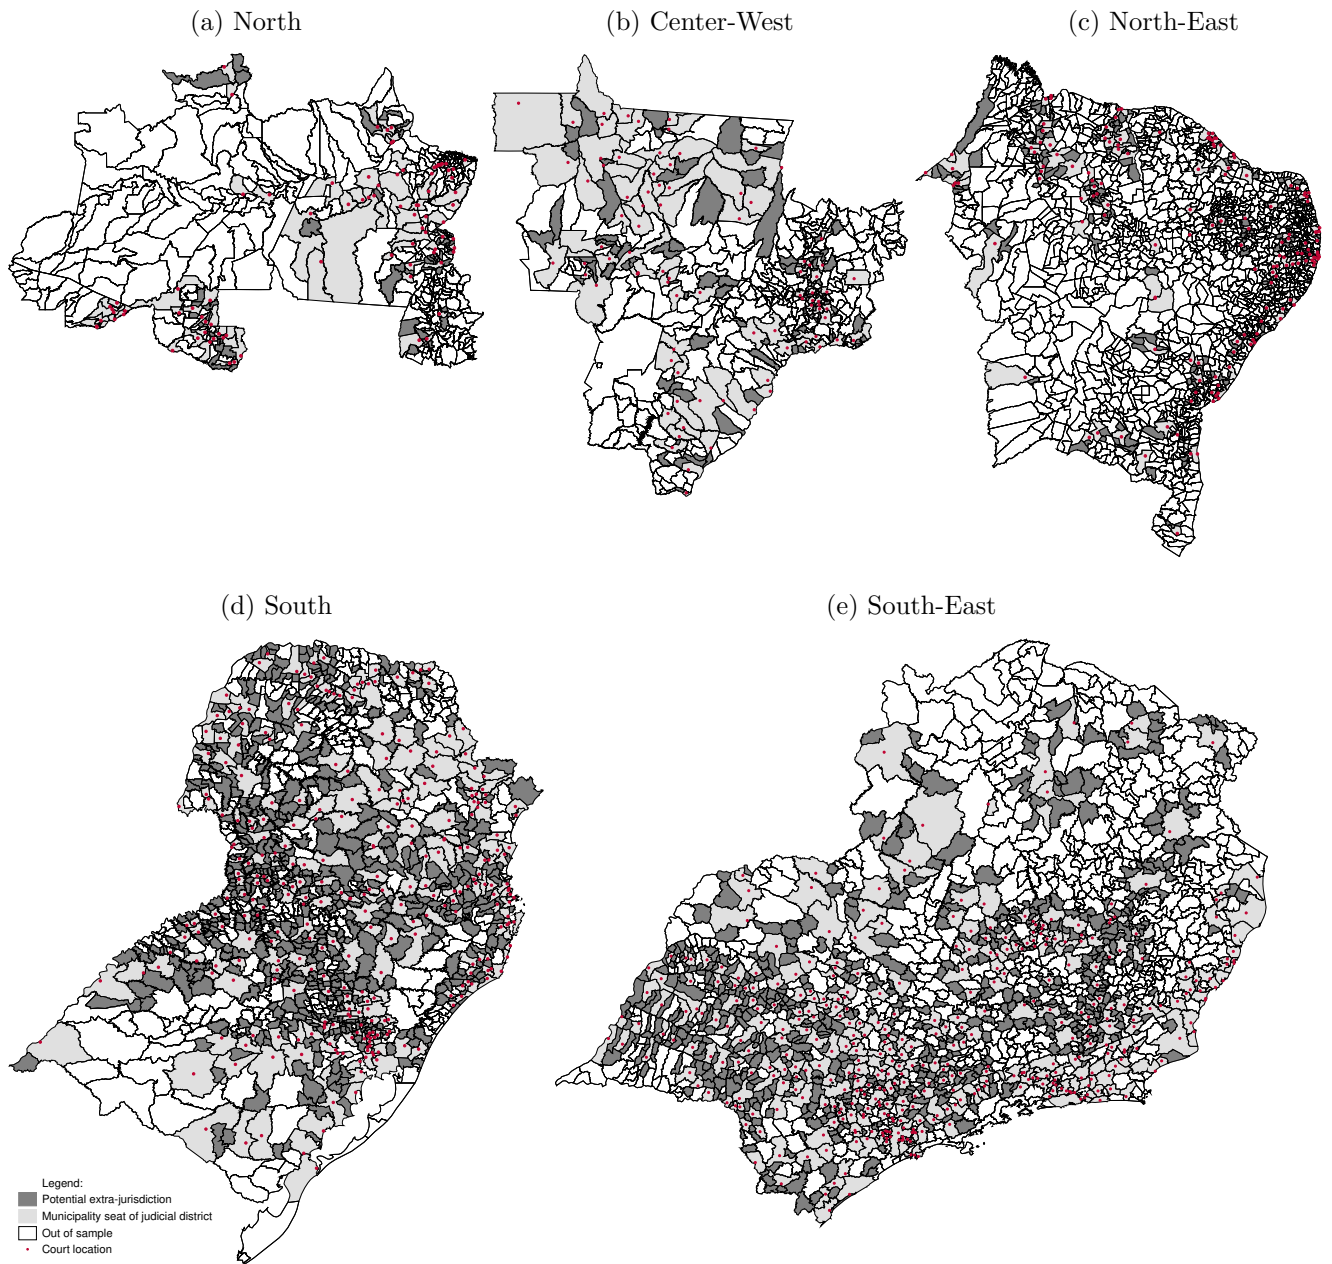 (a) North
(b) Center-West
(c) North-East
(d) South
(e) South-East
Legend:
Potential extra-jurisdiction
Municipality seat of judicial district
Out of sample
Court location